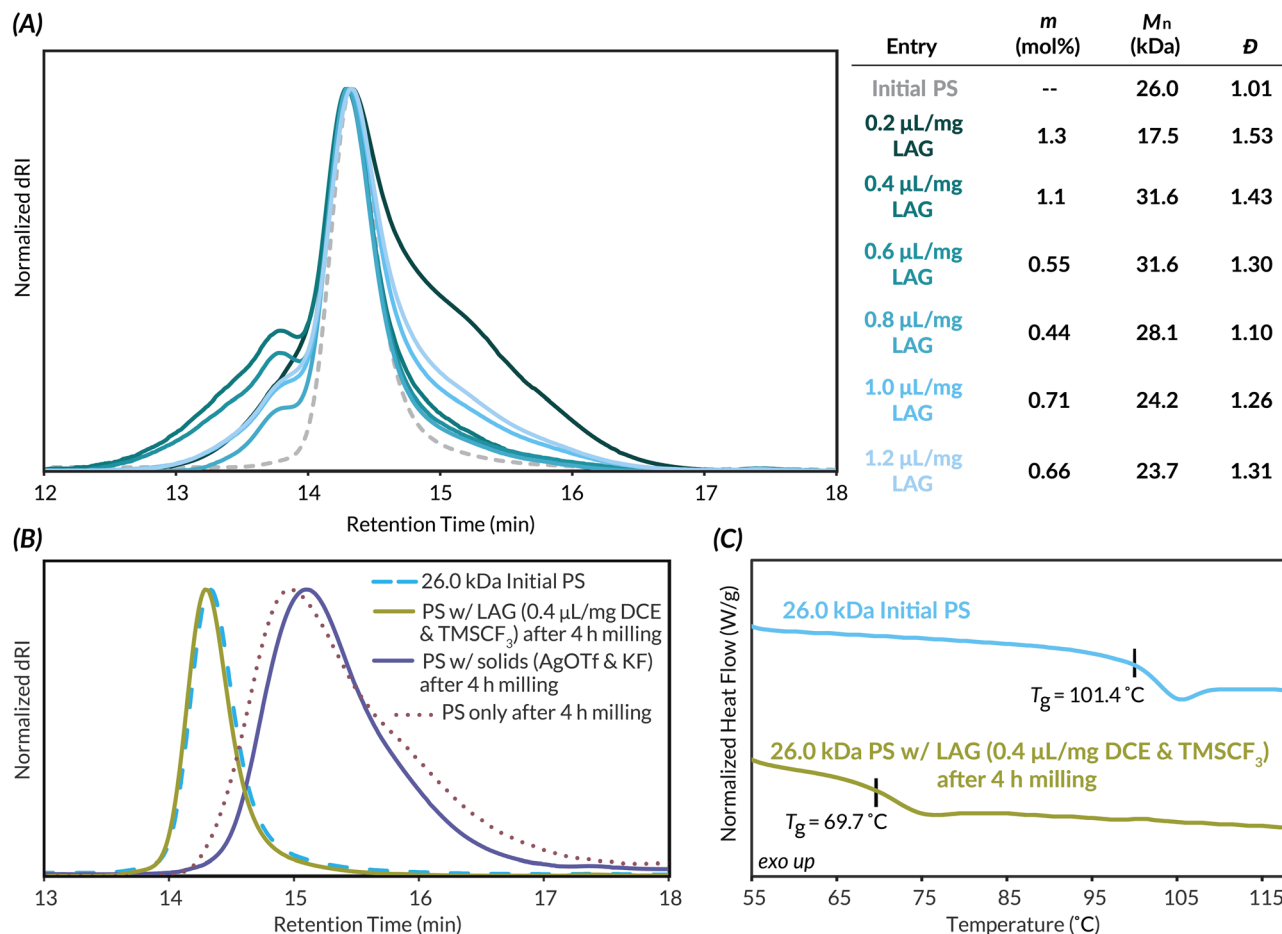 (A)
Normalized dRI
12 13 14 15 16 17 18
Retention Time (min)
Entry m (mol%) Mn (kDa) Đ
Initial PS -- 26.0 1.01
0.2 µL/mg LAG 1.3 17.5 1.53
0.4 µL/mg LAG 1.1 31.6 1.43
0.6 µL/mg LAG 0.55 31.6 1.30
0.8 µL/mg LAG 0.44 28.1 1.10
1.0 µL/mg LAG 0.71 24.2 1.26
1.2 µL/mg LAG 0.66 23.7 1.31
(B)
Normalized dRI
26.0 kDa Initial PS
PS w/ LAG (0.4 µL/mg DCE
& TMSCF₃) after 4 h milling
PS w/ solids (AgOTf & KF)
after 4 h milling
PS only after 4 h milling
13 14 15 16 17 18
Retention Time (min)
(C)
Normalized Heat Flow (W/g)
26.0 kDa Initial PS
Tg = 101.4 ˚C
26.0 kDa PS w/ LAG (0.4 µL/mg DCE & TMSCF₃)
after 4 h milling
Tg = 69.7 ˚C
exo up
55 65 75 85 95 105 115
Temperature (˚C)